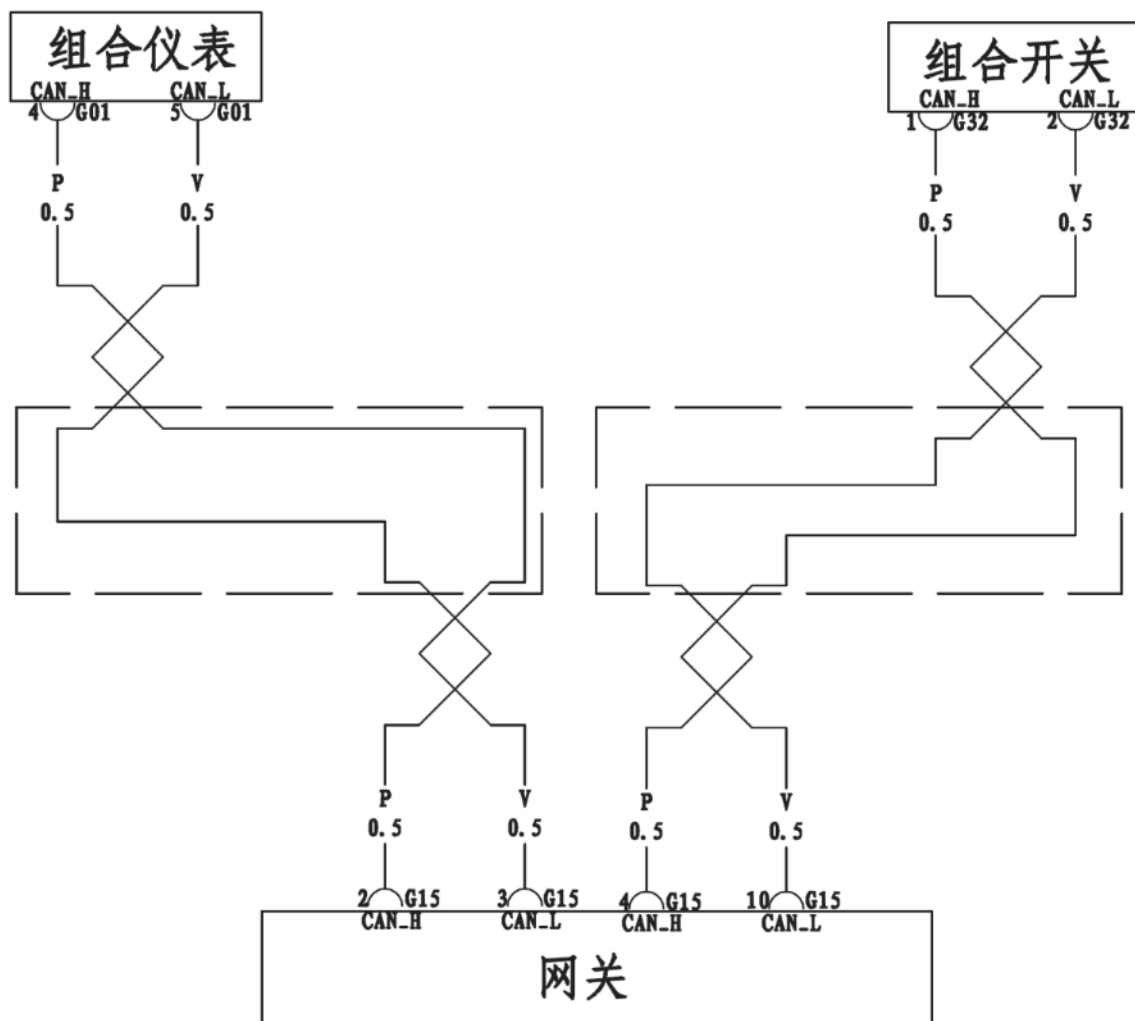 组合仪表
CAN_H CAN_L
4 G01 5 G01
P V
0.5 0.5
组合开关
CAN_H CAN_L
1 G32 2 G32
P V
0.5 0.5
P V P V
0.5 0.5 0.5 0.5
2 G15 3 G15 4 G15 10 G15
CAN_H CAN_L CAN_H CAN_L
网关